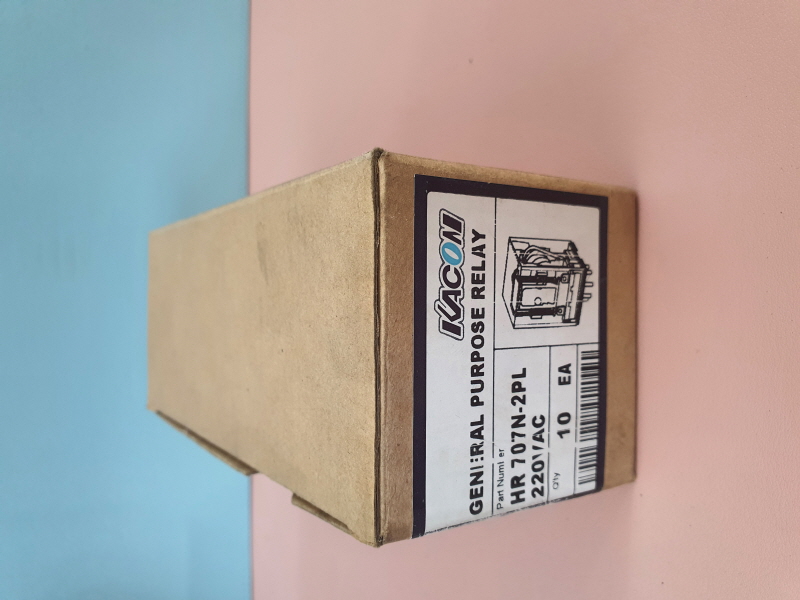 KACON
GENERAL PURPOSE RELAY
Part Number
HR 707N-2PL
220VAC
Q'ty
10 EA